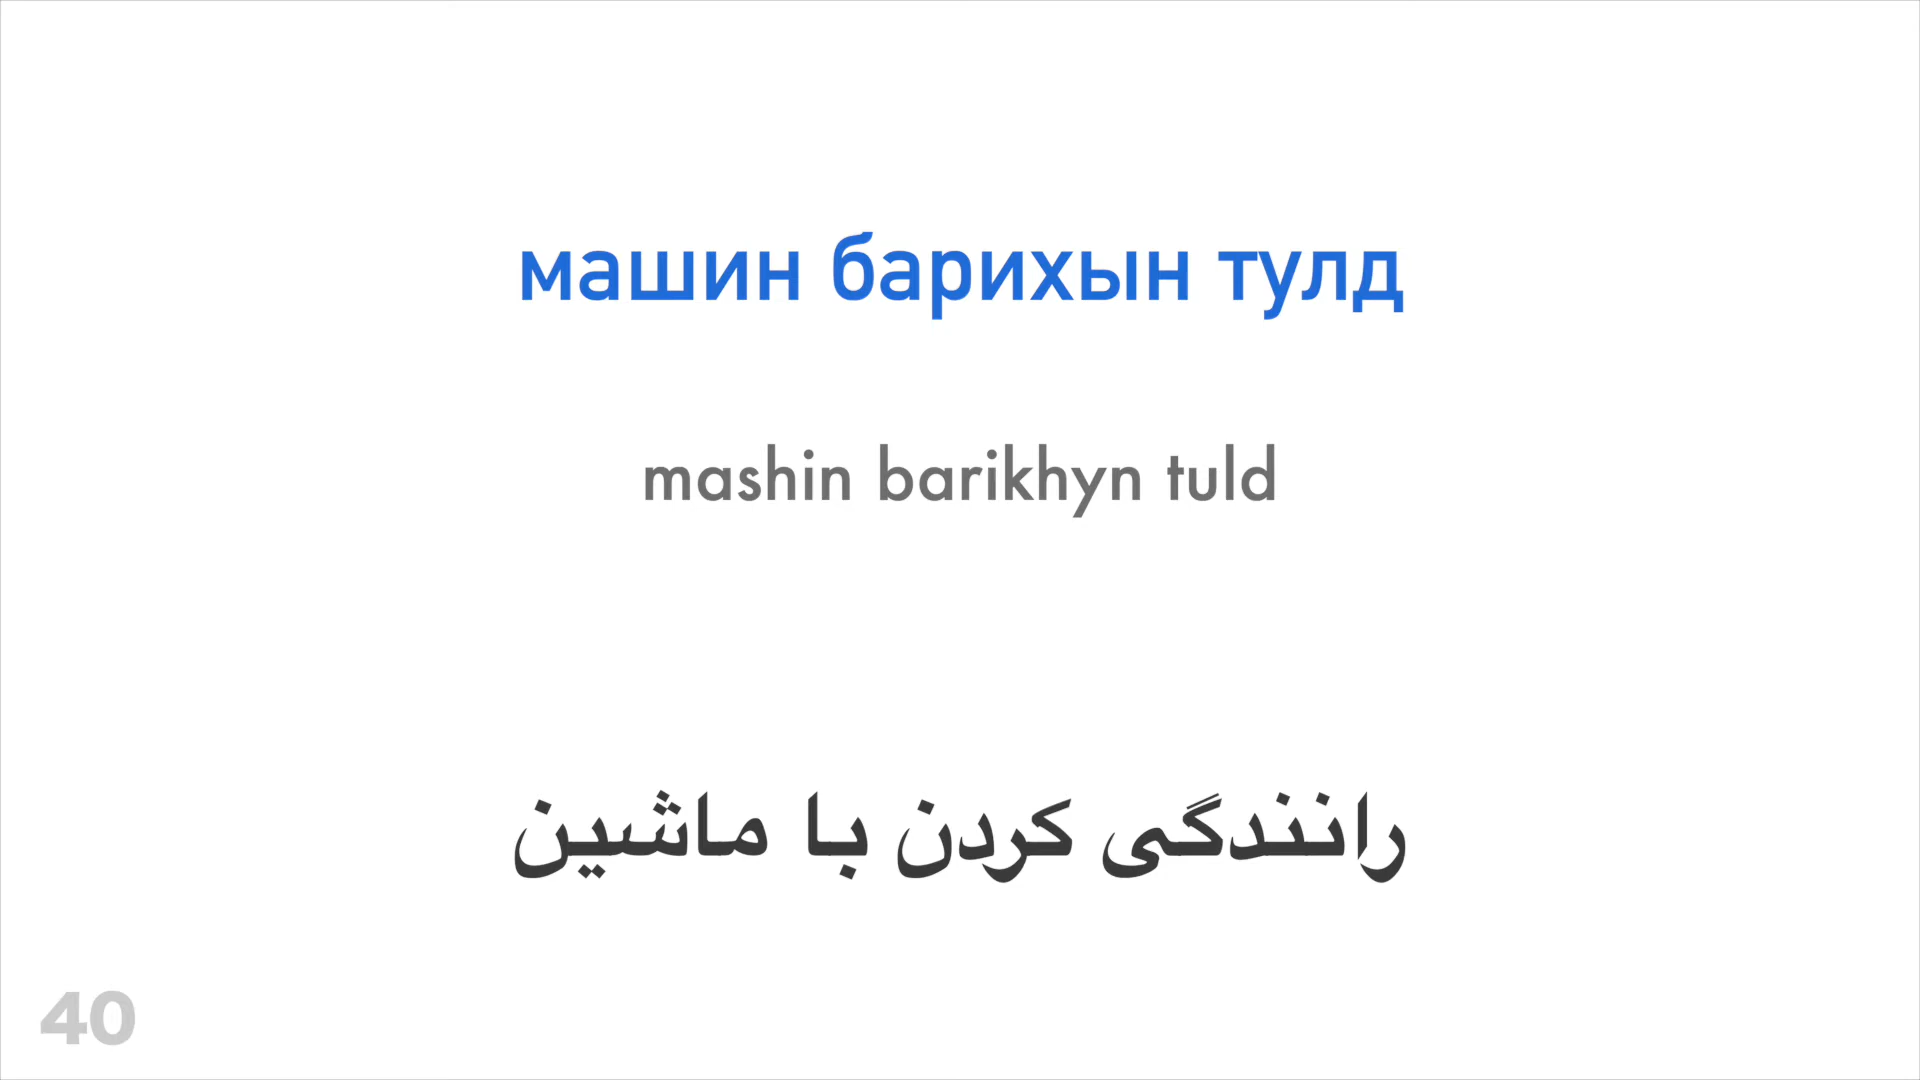 машин барихын тулд
mashin barikhyn tuld
رانندگی کردن با ماشین
40